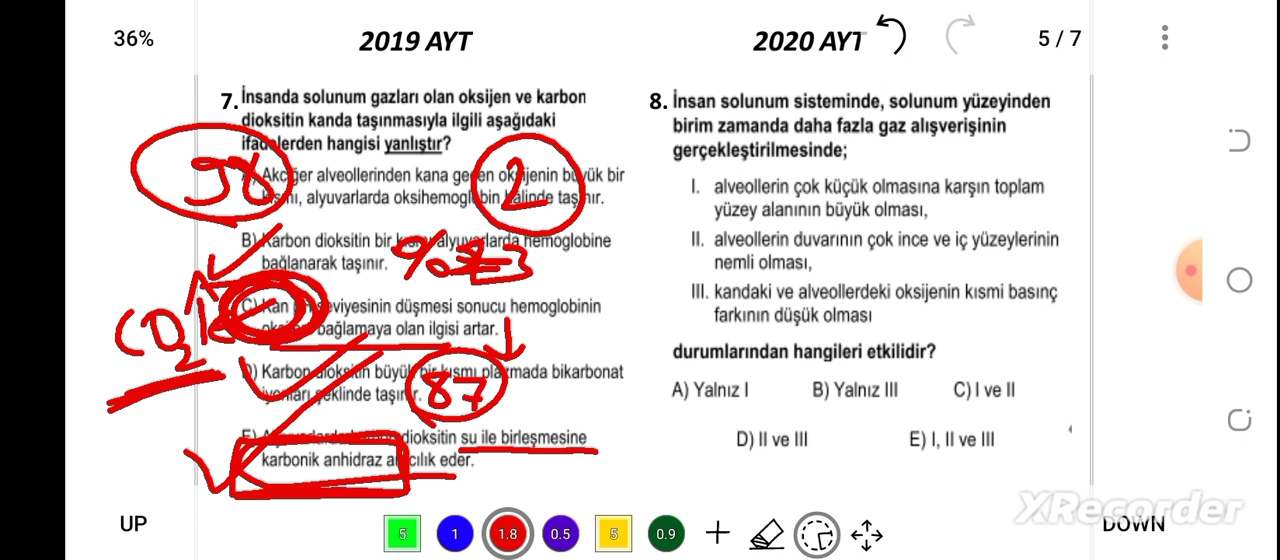 36%
2019 AYT
2020 AYT
5 / 7
7. İnsanda solunum gazları olan oksijen ve karbon
dioksitin kanda taşınmasıyla ilgili aşağıdaki
ifadelerden hangisi yanlıştır?
98
2
A) Akciğer alveollerinden kana geçen oksijenin büyük bir
kısmı, alyuvarlarda oksihemoglobin hâlinde taşınır.
B) Karbon dioksitin bir kısmı alyuvarlarda hemoglobine
bağlanarak taşınır.
CO2
C) Kan seviyesinin düşmesi sonucu hemoglobinin
bağlamaya olan ilgisi artar.
D) Karbon dioksitin büyük bir kısmı plazmada bikarbonat
iyonları şeklinde taşınır.
87
E) dioksitin su ile birleşmesine
karbonik anhidraz aracılık eder.
8. İnsan solunum sisteminde, solunum yüzeyinden
birim zamanda daha fazla gaz alışverişinin
gerçekleştirilmesinde;
I. alveollerin çok küçük olmasına karşın toplam
yüzey alanının büyük olması,
II. alveollerin duvarının çok ince ve iç yüzeylerinin
nemli olması,
III. kandaki ve alveollerdeki oksijenin kısmi basınç
farkının düşük olması
durumlarından hangileri etkilidir?
A) Yalnız I B) Yalnız III C) I ve II
D) II ve III E) I, II ve III
UP
5 1 1.8 0.5 5 0.9
XRecorder
DOWN